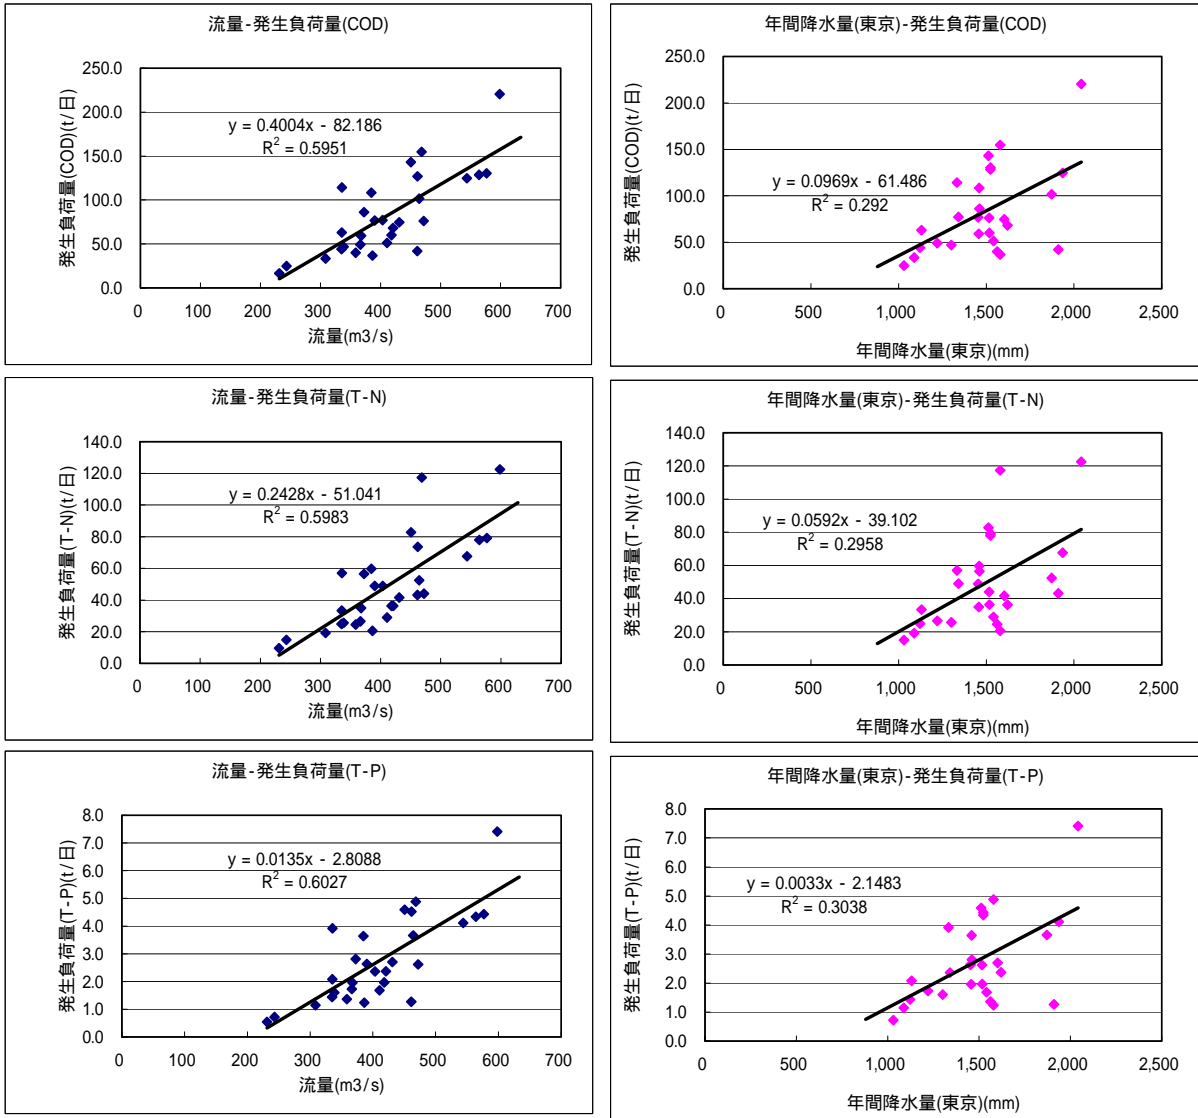 流量-発生負荷量(COD)
発生負荷量(COD)(t/日)
250.0
200.0
150.0
100.0
50.0
0.0
y = 0.4004x - 82.186
R² = 0.5951
0 100 200 300 400 500 600 700
流量(m3/s)
年間降水量(東京)-発生負荷量(COD)
発生負荷量(COD)(t/日)
250.0
200.0
150.0
100.0
50.0
0.0
y = 0.0969x - 61.486
R² = 0.292
0 500 1,000 1,500 2,000 2,500
年間降水量(東京)(mm)
流量-発生負荷量(T-N)
発生負荷量(T-N)(t/日)
140.0
120.0
100.0
80.0
60.0
40.0
20.0
0.0
y = 0.2428x - 51.041
R² = 0.5983
0 100 200 300 400 500 600 700
流量(m3/s)
年間降水量(東京)-発生負荷量(T-N)
発生負荷量(T-N)(t/日)
140.0
120.0
100.0
80.0
60.0
40.0
20.0
0.0
y = 0.0592x - 39.102
R² = 0.2958
0 500 1,000 1,500 2,000 2,500
年間降水量(東京)(mm)
流量-発生負荷量(T-P)
発生負荷量(T-P)(t/日)
8.0
7.0
6.0
5.0
4.0
3.0
2.0
1.0
0.0
y = 0.0135x - 2.8088
R² = 0.6027
0 100 200 300 400 500 600 700
流量(m3/s)
年間降水量(東京)-発生負荷量(T-P)
発生負荷量(T-P)(t/日)
8.0
7.0
6.0
5.0
4.0
3.0
2.0
1.0
0.0
y = 0.0033x - 2.1483
R² = 0.3038
0 500 1,000 1,500 2,000 2,500
年間降水量(東京)(mm)